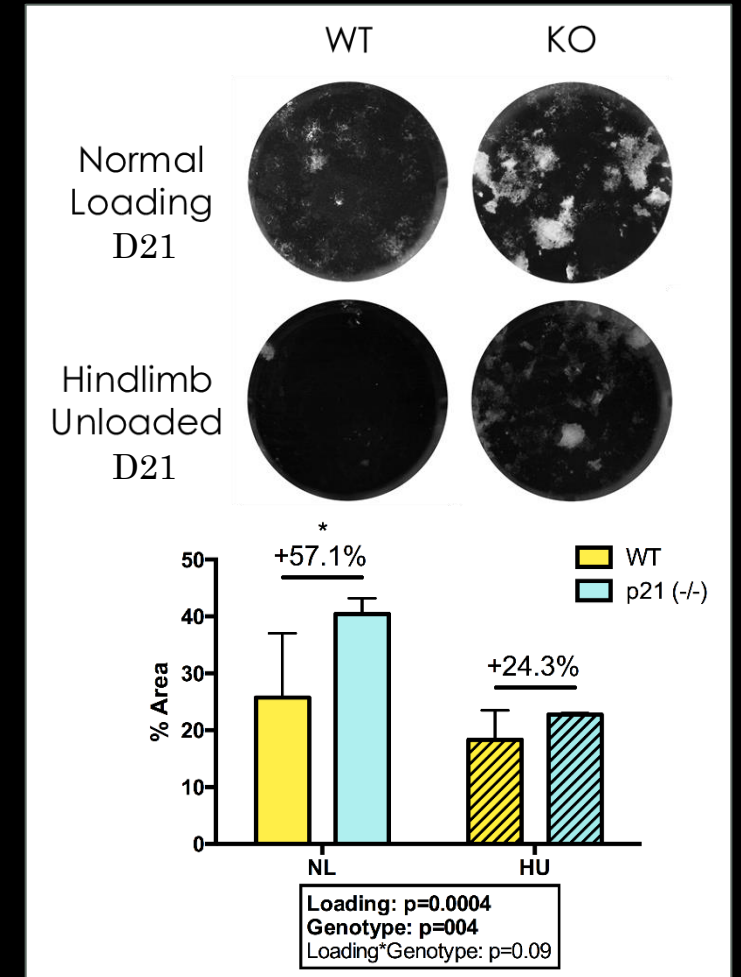 WT KO
Normal
Loading
D21
Hindlimb
Unloaded
D21
*
+57.1%
+24.3%
WT
p21 (-/-)
% Area
50
40
30
20
10
0
NL HU
Loading: p=0.0004
Genotype: p=004
Loading*Genotype: p=0.09